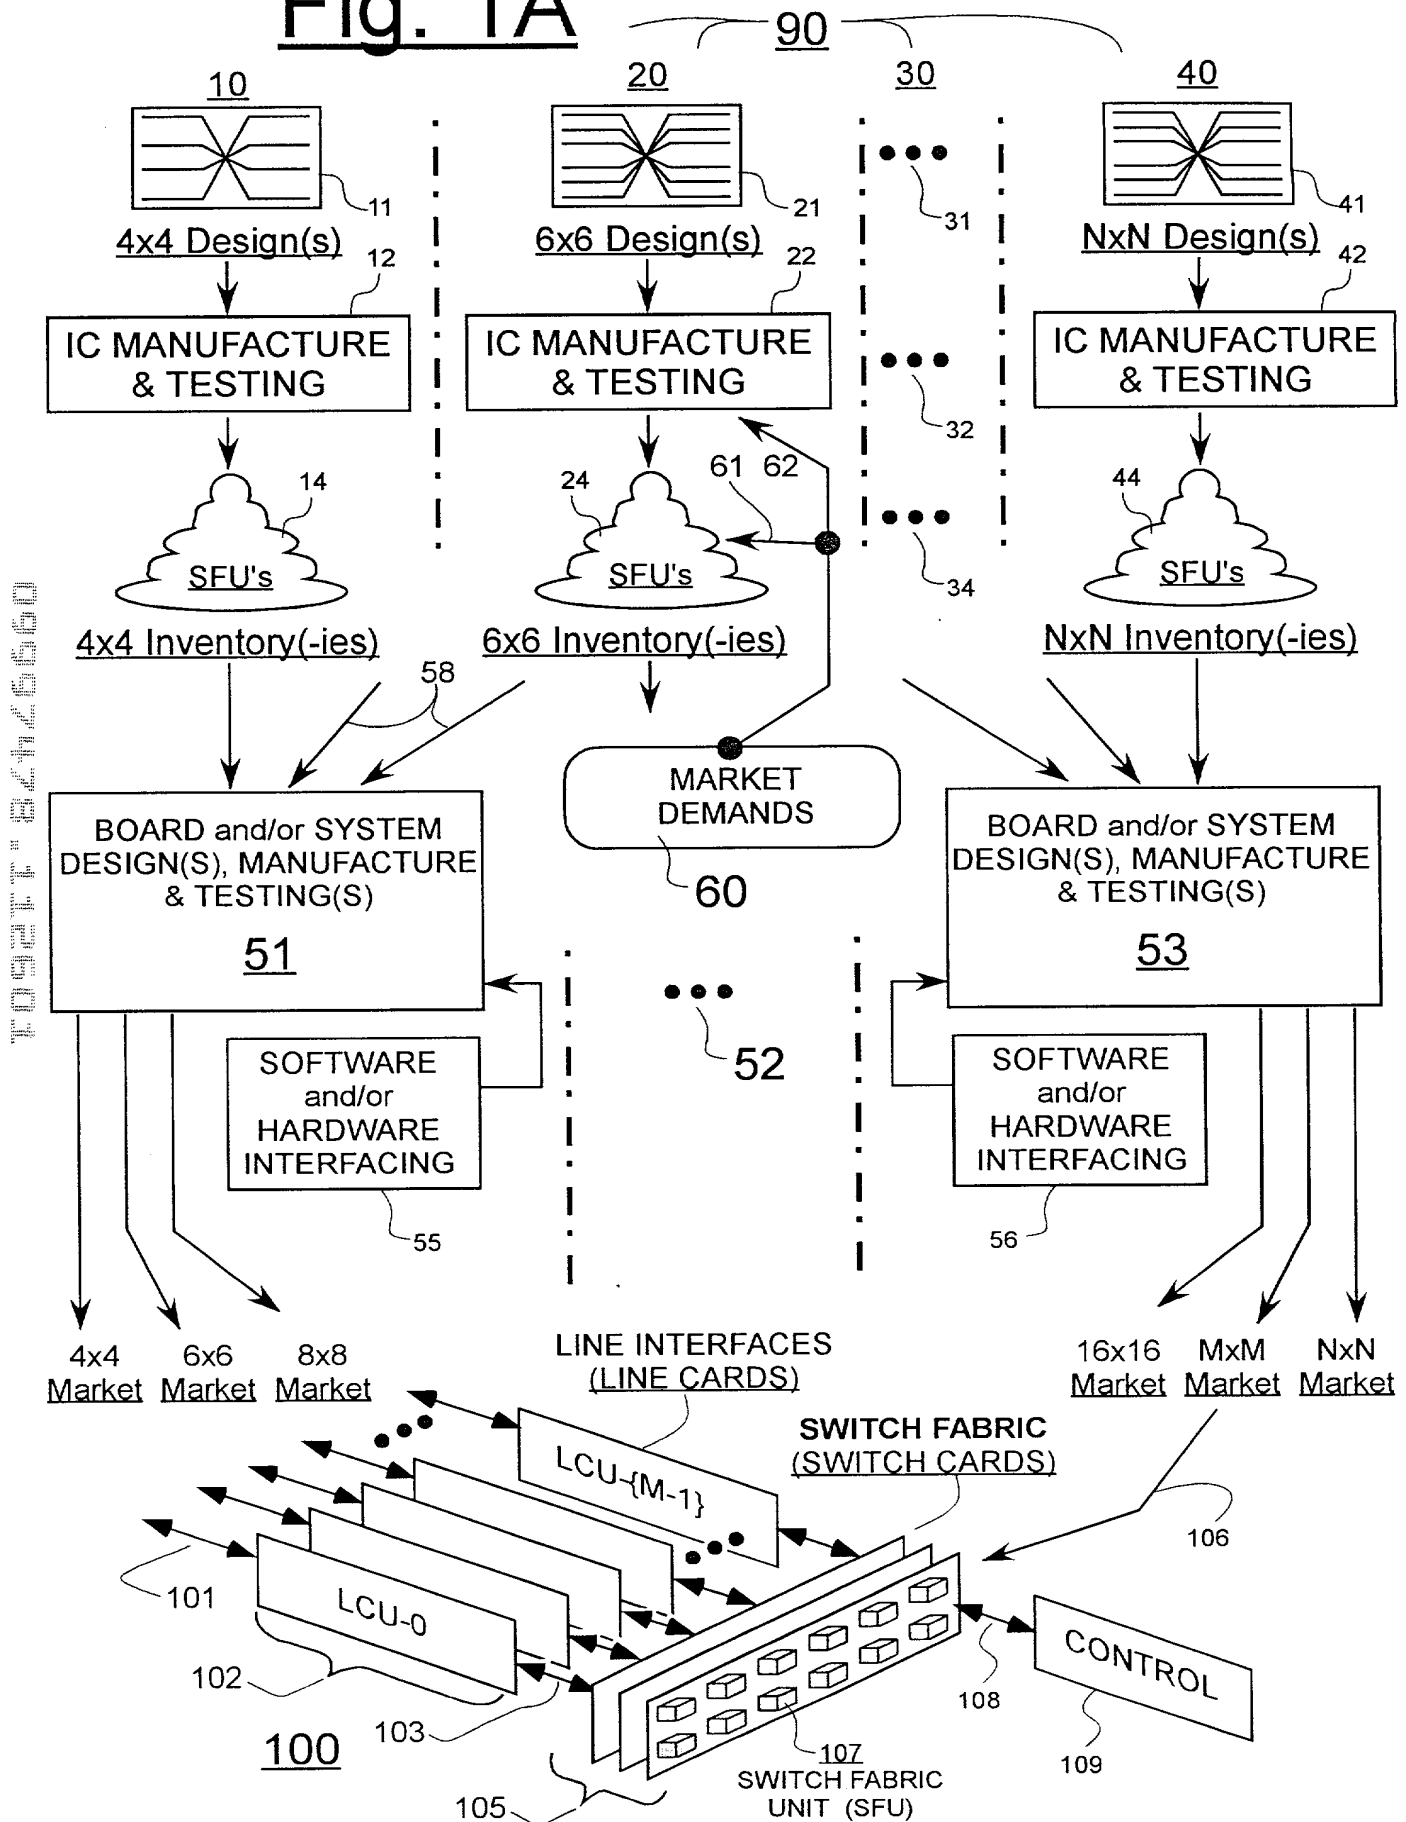 Fig. 1A
90
10
20
30
40
11
21
31
41
4x4 Design(s)
6x6 Design(s)
NxN Design(s)
12
22
42
IC MANUFACTURE
& TESTING
IC MANUFACTURE
& TESTING
IC MANUFACTURE
& TESTING
32
61
62
14
24
44
SFU's
SFU's
SFU's
34
4x4 Inventory(-ies)
6x6 Inventory(-ies)
NxN Inventory(-ies)
58
MARKET
DEMANDS
60
BOARD and/or SYSTEM
DESIGN(S), MANUFACTURE
& TESTING(S)
51
BOARD and/or SYSTEM
DESIGN(S), MANUFACTURE
& TESTING(S)
53
52
SOFTWARE
and/or
HARDWARE
INTERFACING
55
SOFTWARE
and/or
HARDWARE
INTERFACING
56
4x4
Market
6x6
Market
8x8
Market
16x16
Market
MxM
Market
NxN
Market
LINE INTERFACES
(LINE CARDS)
SWITCH FABRIC
(SWITCH CARDS)
LCU-{M-1}
106
101
LCU-0
CONTROL
102
103
108
109
100
107
SWITCH FABRIC
UNIT (SFU)
105